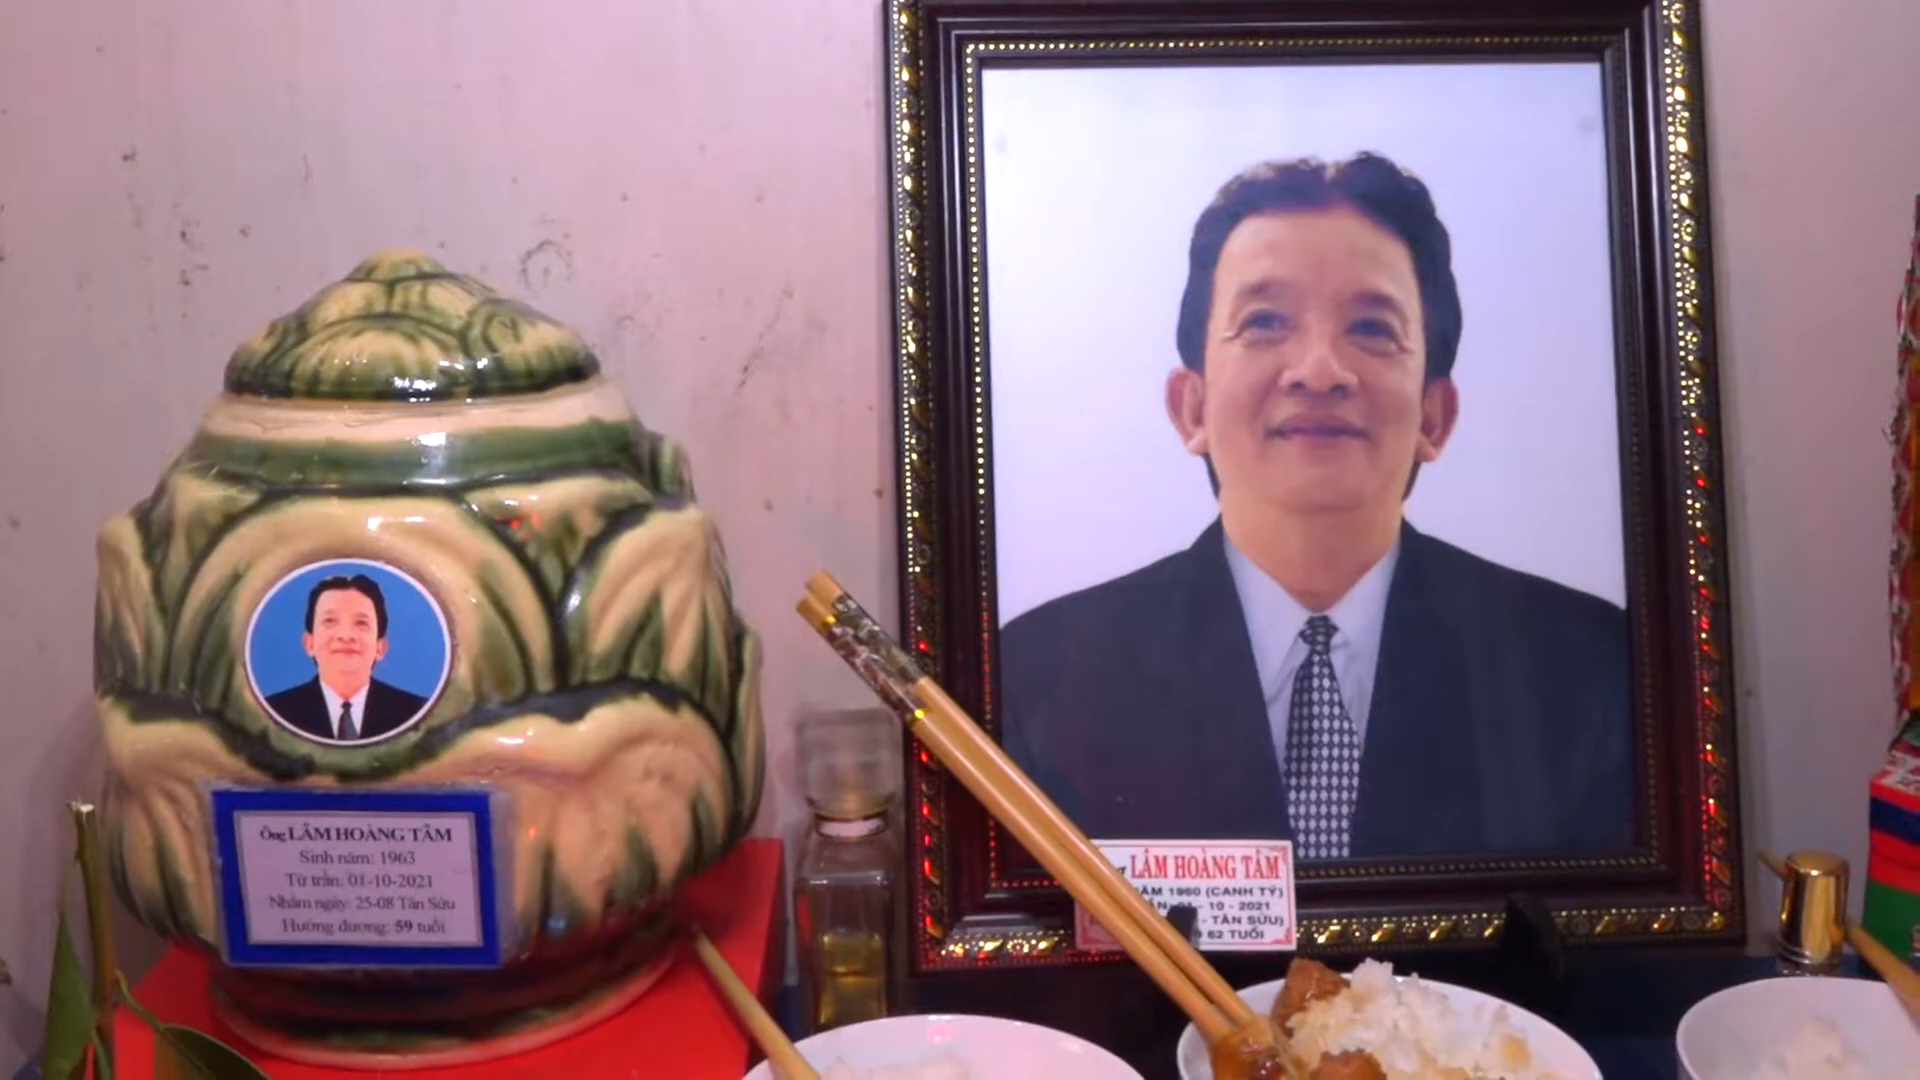 Ông LÂM HOÀNG TÂM
Sinh năm: 1963
Từ trần: 01-10-2021
Nhằm ngày: 25-08 Tân Sửu
Hưởng dương: 59 tuổi
LÂM HOÀNG TÂM
NĂM 1960 (CANH TÝ)
- 10 - 2021
- TÂN SỬU)
62 TUỔI